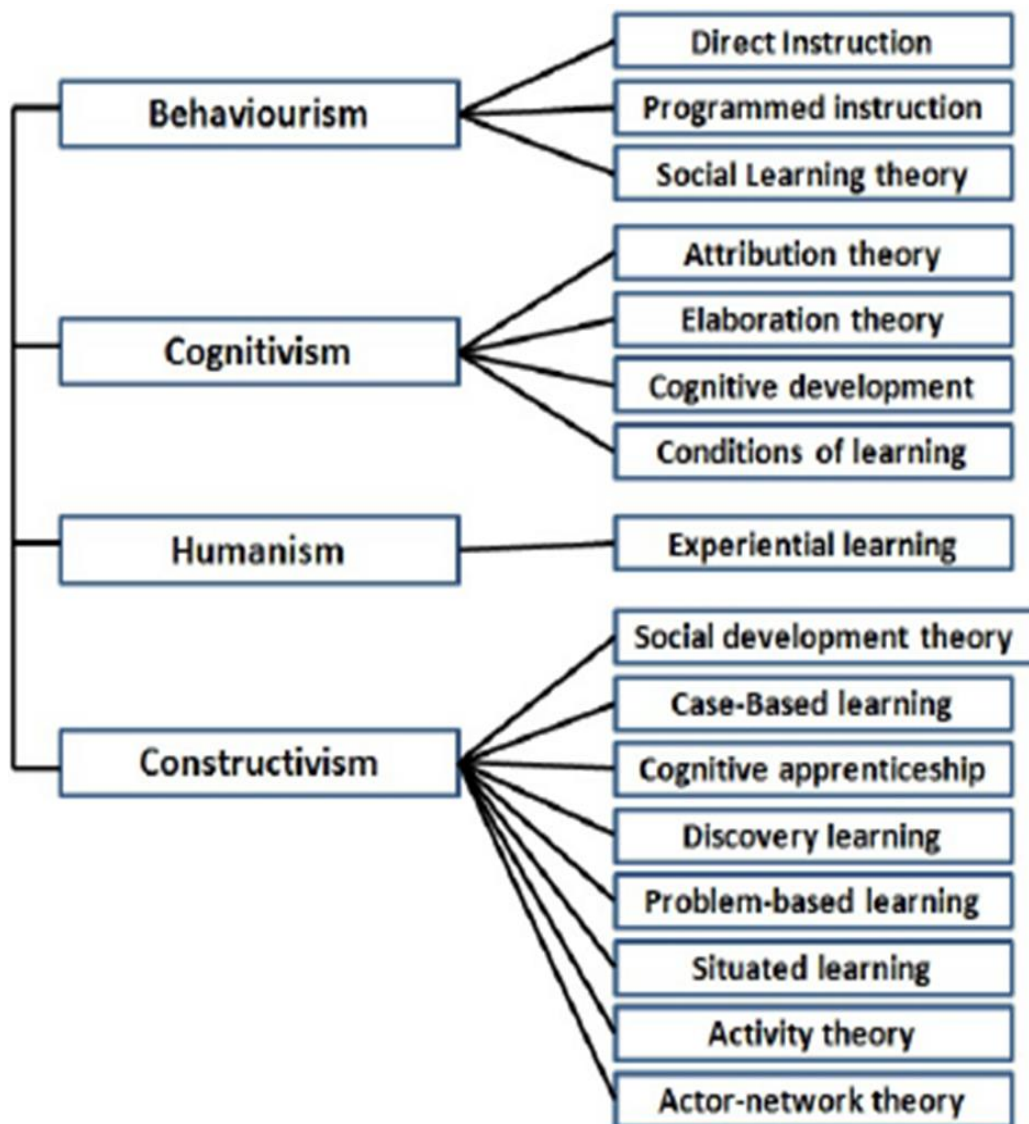 Behaviourism
Direct Instruction
Programmed instruction
Social Learning theory
Cognitivism
Attribution theory
Elaboration theory
Cognitive development
Conditions of learning
Humanism
Experiential learning
Constructivism
Social development theory
Case-Based learning
Cognitive apprenticeship
Discovery learning
Problem-based learning
Situated learning
Activity theory
Actor-network theory